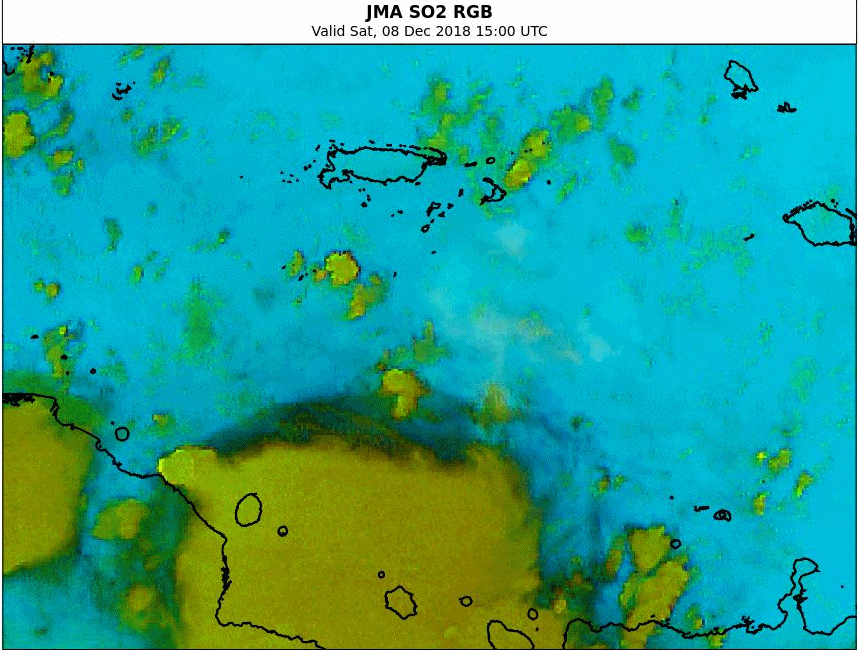 JMA SO2 RGB
Valid Sat, 08 Dec 2018 15:00 UTC